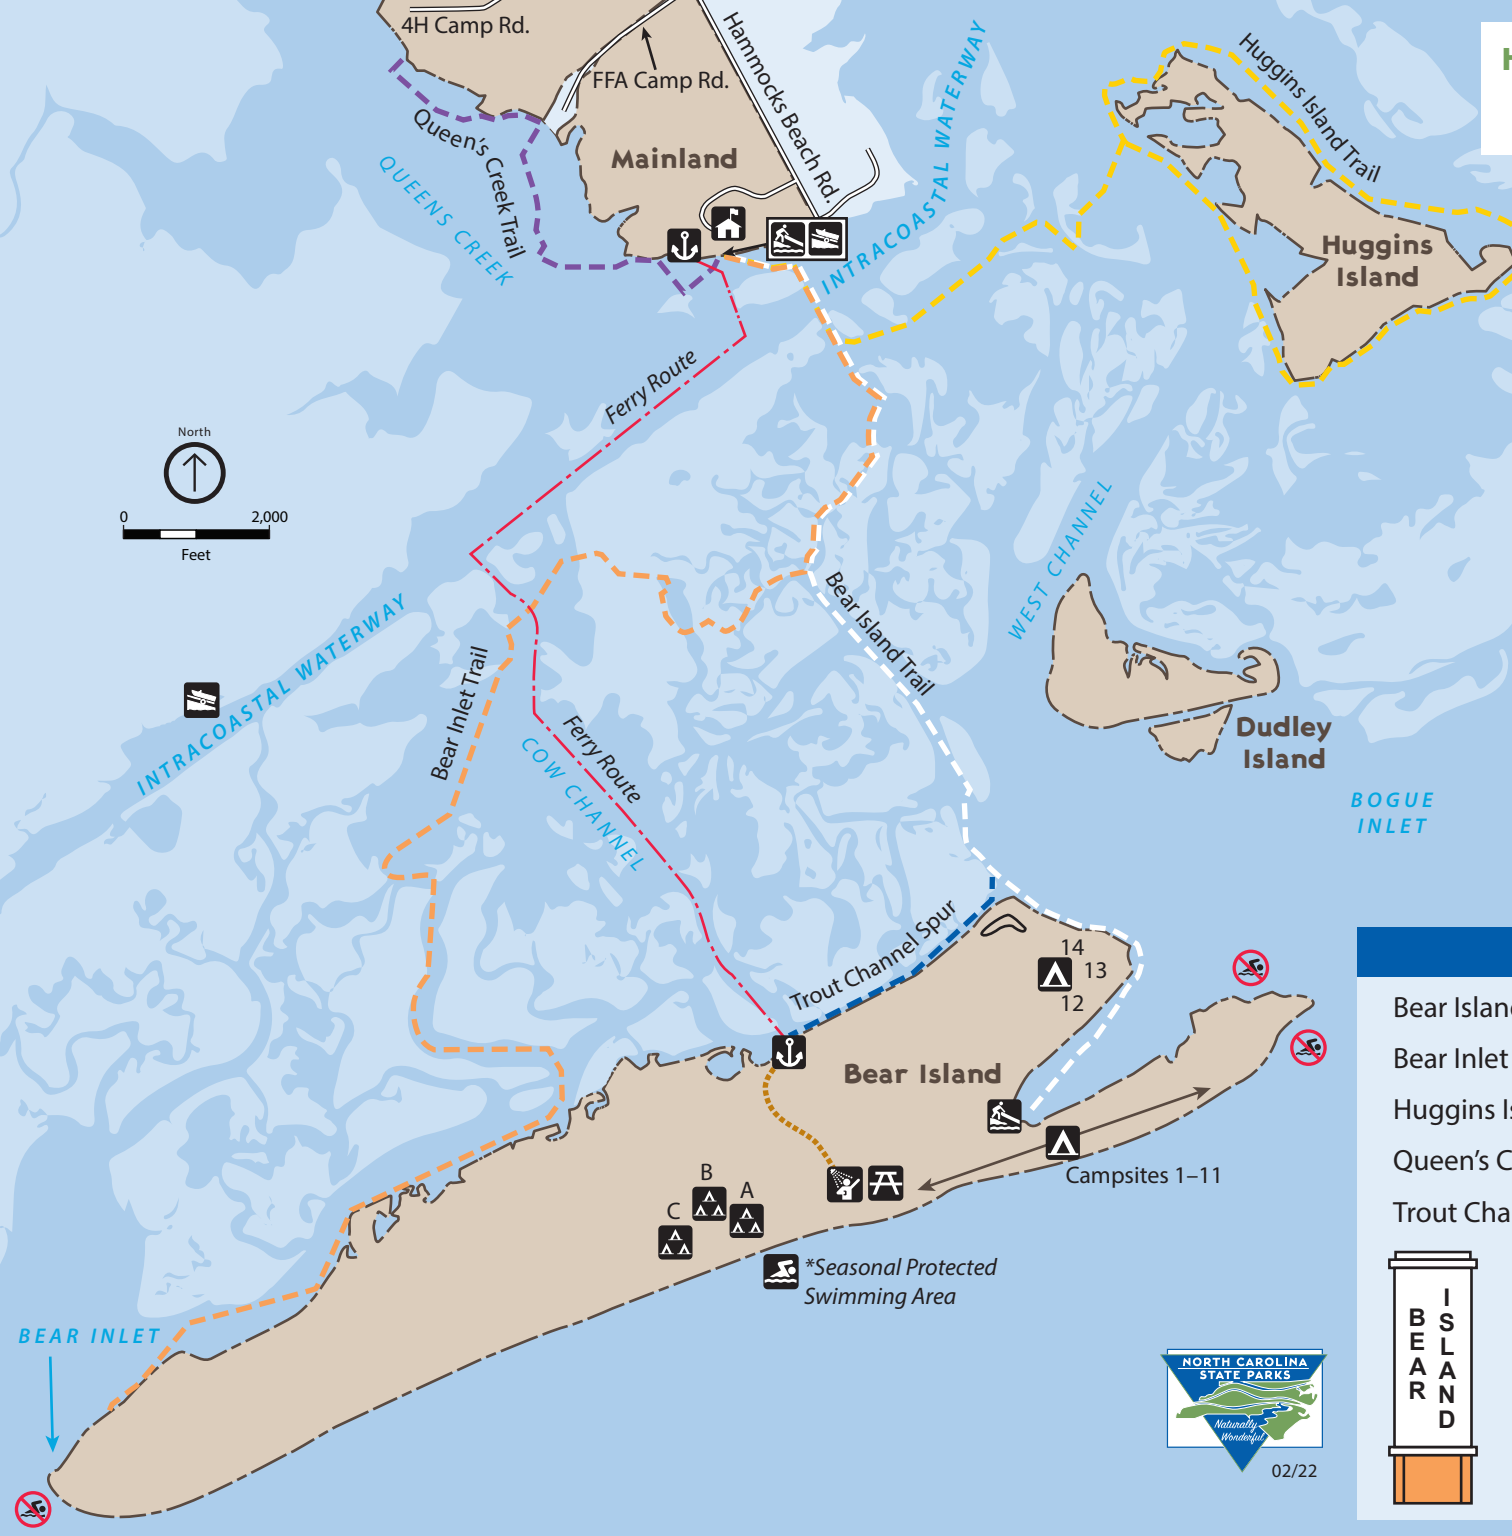 4H Camp Rd.
FFA Camp Rd.
Hammocks Beach Rd.
Mainland
Queen's Creek Trail
QUEENS CREEK
INTRACOASTAL WATERWAY
Huggins Island Trail
Huggins
Island
H
Ferry Route
North
0 2,000
Feet
INTRACOASTAL WATERWAY
Bear Inlet Trail
Ferry Route
COW CHANNEL
Bear Island Trail
WEST CHANNEL
Dudley
Island
BOGUE
INLET
Trout Channel Spur
14
13
12
Bear Island
Campsites 1–11
B
A
C
*Seasonal Protected
Swimming Area
BEAR INLET
NORTH CAROLINA
STATE PARKS
Naturally
Wonderful
02/22
Bear Islan
Bear Inlet
Huggins Is
Queen's C
Trout Cha
BEAR
ISLAND